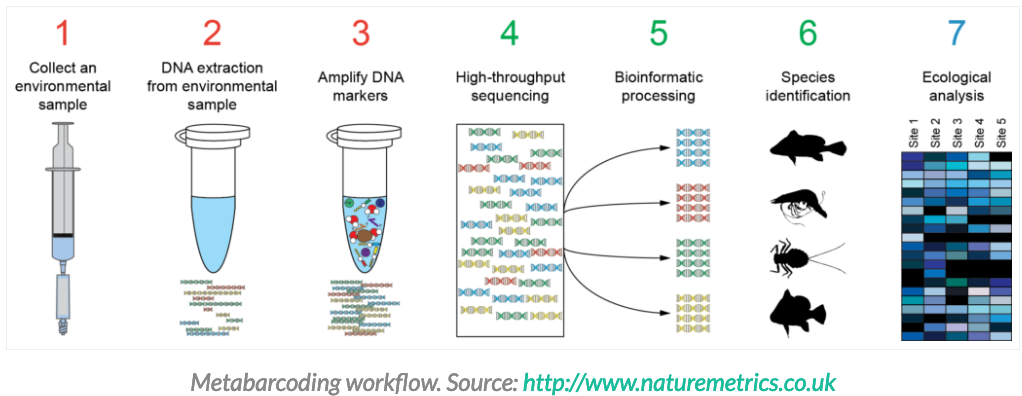 1
Collect an
environmental
sample
2
DNA extraction
from environmental
sample
3
Amplify DNA
markers
4
High-throughput
sequencing
5
Bioinformatic
processing
6
Species
identification
7
Ecological
analysis
Site 1
Site 2
Site 3
Site 4
Site 5
Metabarcoding workflow. Source: http://www.naturemetrics.co.uk